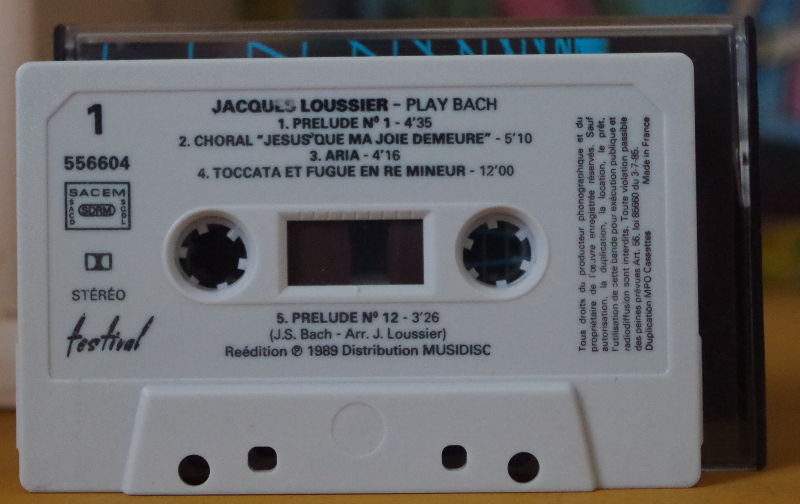 JACQUES LOUSSIER - PLAY BACH
1. PRELUDE Nº 1 - 4'35
2. CHORAL "JESUS QUE MA JOIE DEMEURE" - 5'10
3. ARIA - 4'16
4. TOCCATA ET FUGUE EN RE MINEUR - 12'00
1
556604
SACEM
SACD
SDRM
SGDL
STÉRÉO
festival
5. PRELUDE Nº 12 - 3'26
(J.S. Bach - Arr. J. Loussier)
Reédition ℗ 1989 Distribution MUSIDISC
Tous droits du producteur phonographique et du
propriétaire de l'œuvre enregistrée réservés. Sauf
autorisation, la duplication, la location, le prêt,
l'utilisation de cette bande pour exécution publique et
radiodiffusion sont interdits. Toute violation passible
des peines prévues Art. 56, loi 85660 du 3-7-85.
Duplication MPO Cassettes Made in France